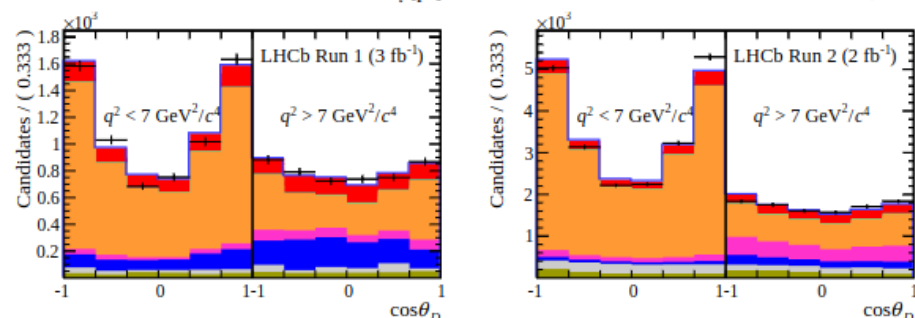 ×10³
Candidates / ( 0.333 )
1.8
1.6
1.4
1.2
1
0.8
0.6
0.4
0.2
LHCb Run 1 (3 fb⁻¹)
q² < 7 GeV²/c⁴
q² > 7 GeV²/c⁴
-1 0 1-1 0 1
cosθ_D
×10³
Candidates / ( 0.333 )
5
4
3
2
1
LHCb Run 2 (2 fb⁻¹)
q² < 7 GeV²/c⁴
q² > 7 GeV²/c⁴
-1 0 1-1 0 1
cosθ_D